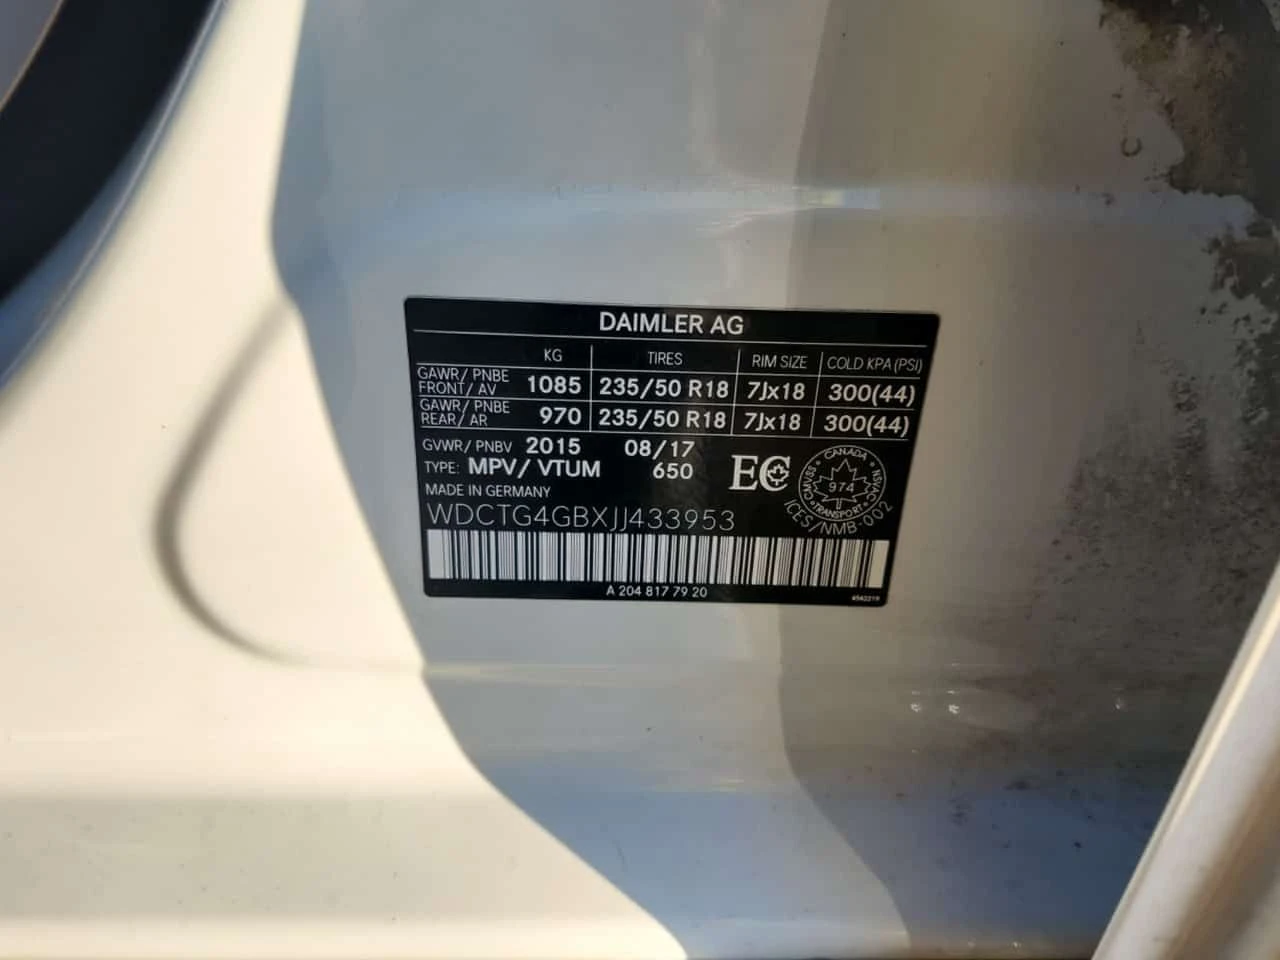 DAIMLER AG
KG TIRES RIM SIZE COLD KPA (PSI)
GAWR/ PNBE FRONT/ AV 1085 235/50 R18 7Jx18 300(44)
GAWR/ PNBE REAR/ AR 970 235/50 R18 7Jx18 300(44)
GVWR/ PNBV 2015 08/17
TYPE: MPV/ VTUM 650
EC
CANADA
CMVSS 974 NSVAC
TRANSPORT
ICES/NMB-002
MADE IN GERMANY
WDCTG4GBXJJ433953
A 204 817 79 20